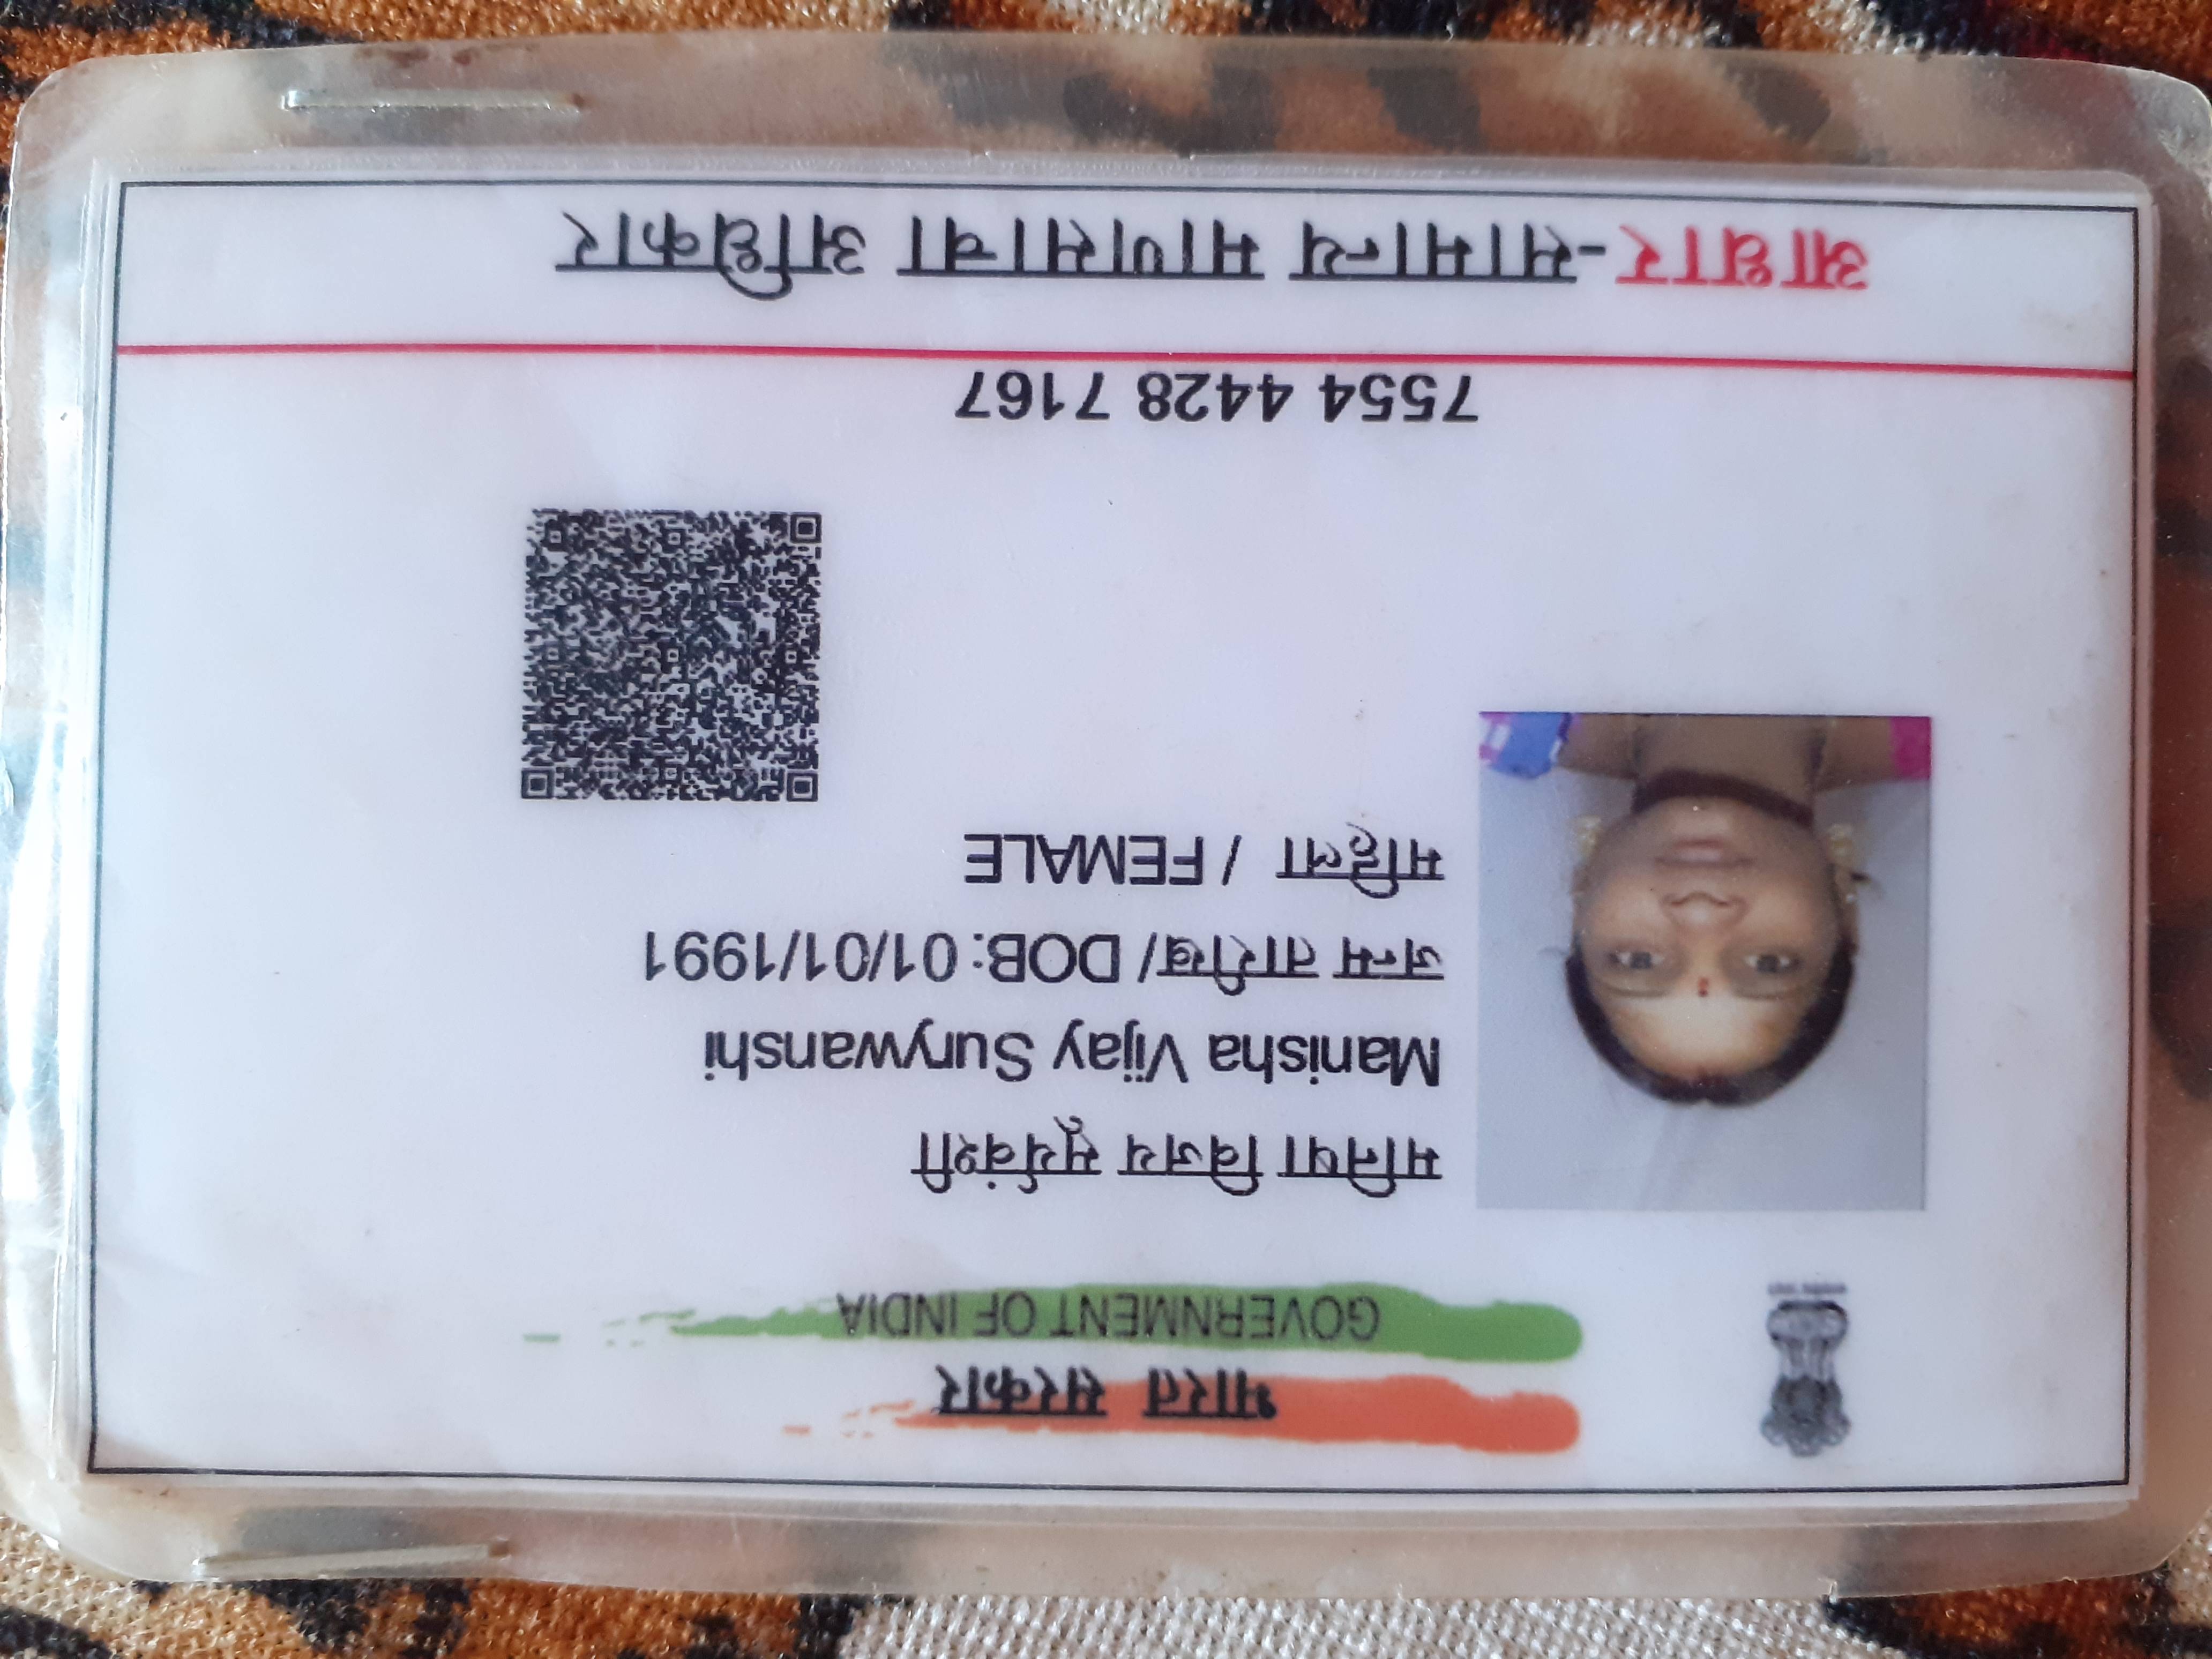 भारत सरकार
GOVERNMENT OF INDIA
मनिषा विजय सूर्यवंशी
Manisha Vijay Surywanshi
जन्म तारीख/ DOB: 01/01/1991
महिला / FEMALE
7554 4428 7167
आधार-सामान्य माणसाचा अधिकार